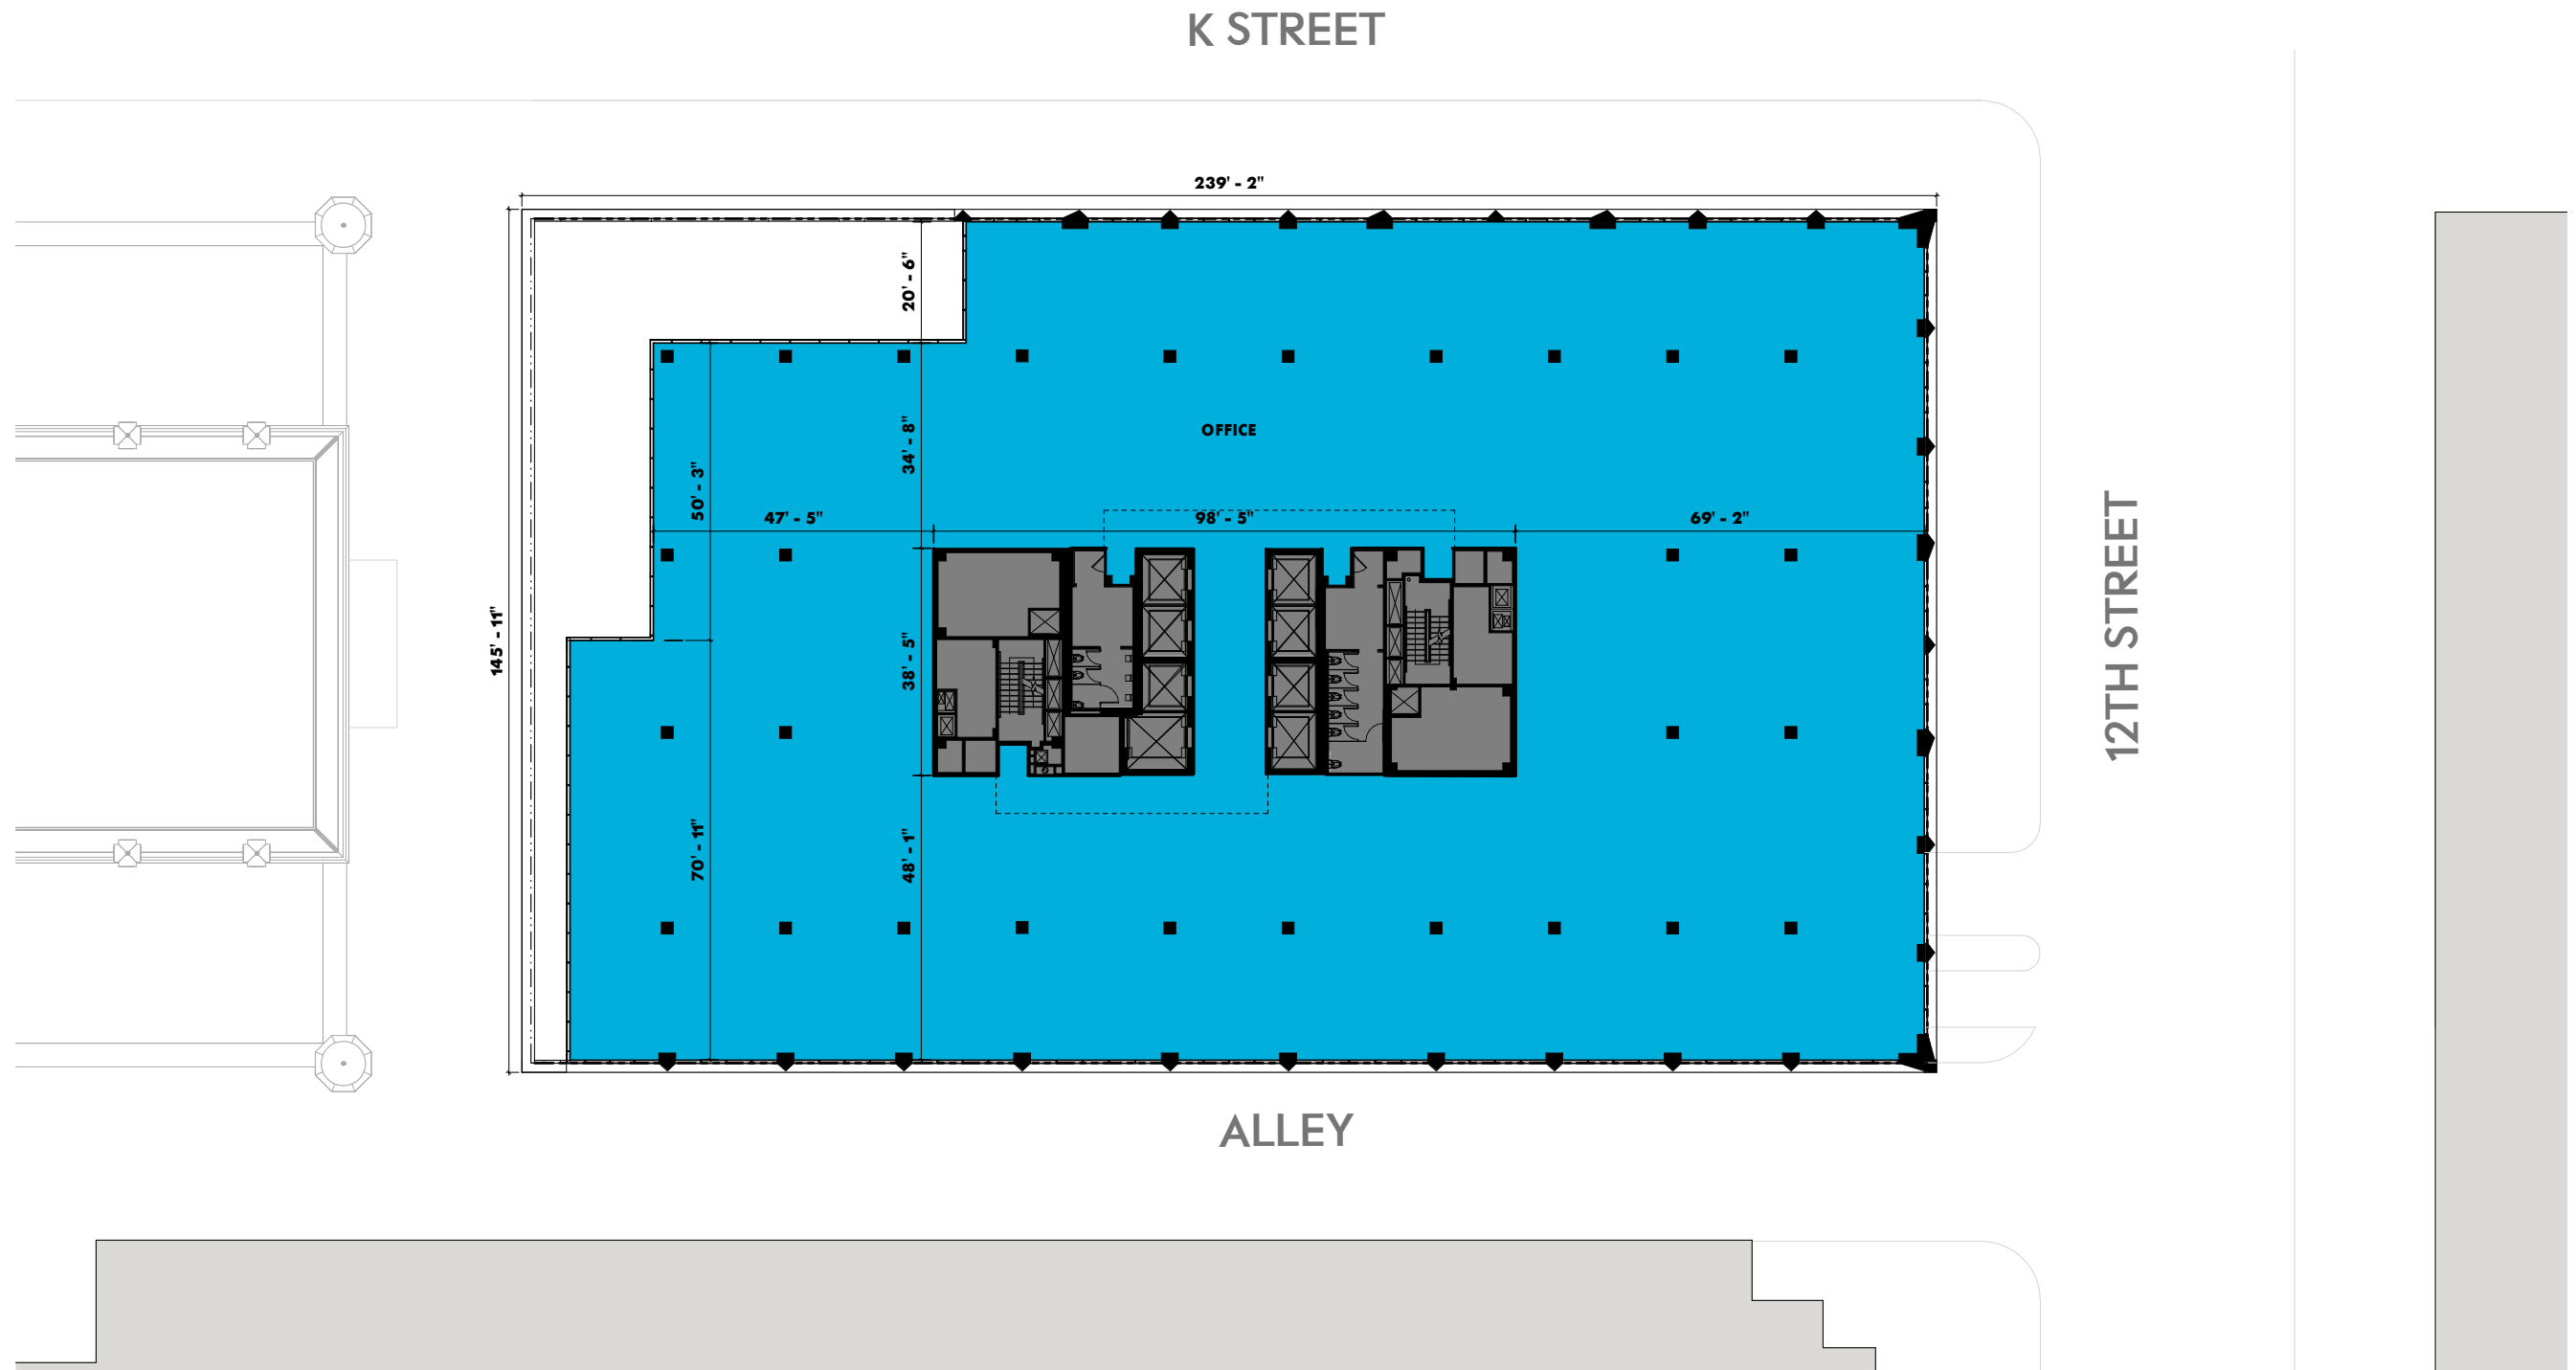 K STREET
239' - 2"
20' - 6"
34' - 8"
OFFICE
50' - 3"
47' - 5"
98' - 5"
69' - 2"
12TH STREET
145' - 11"
38' - 5"
70' - 11"
48' - 1"
ALLEY